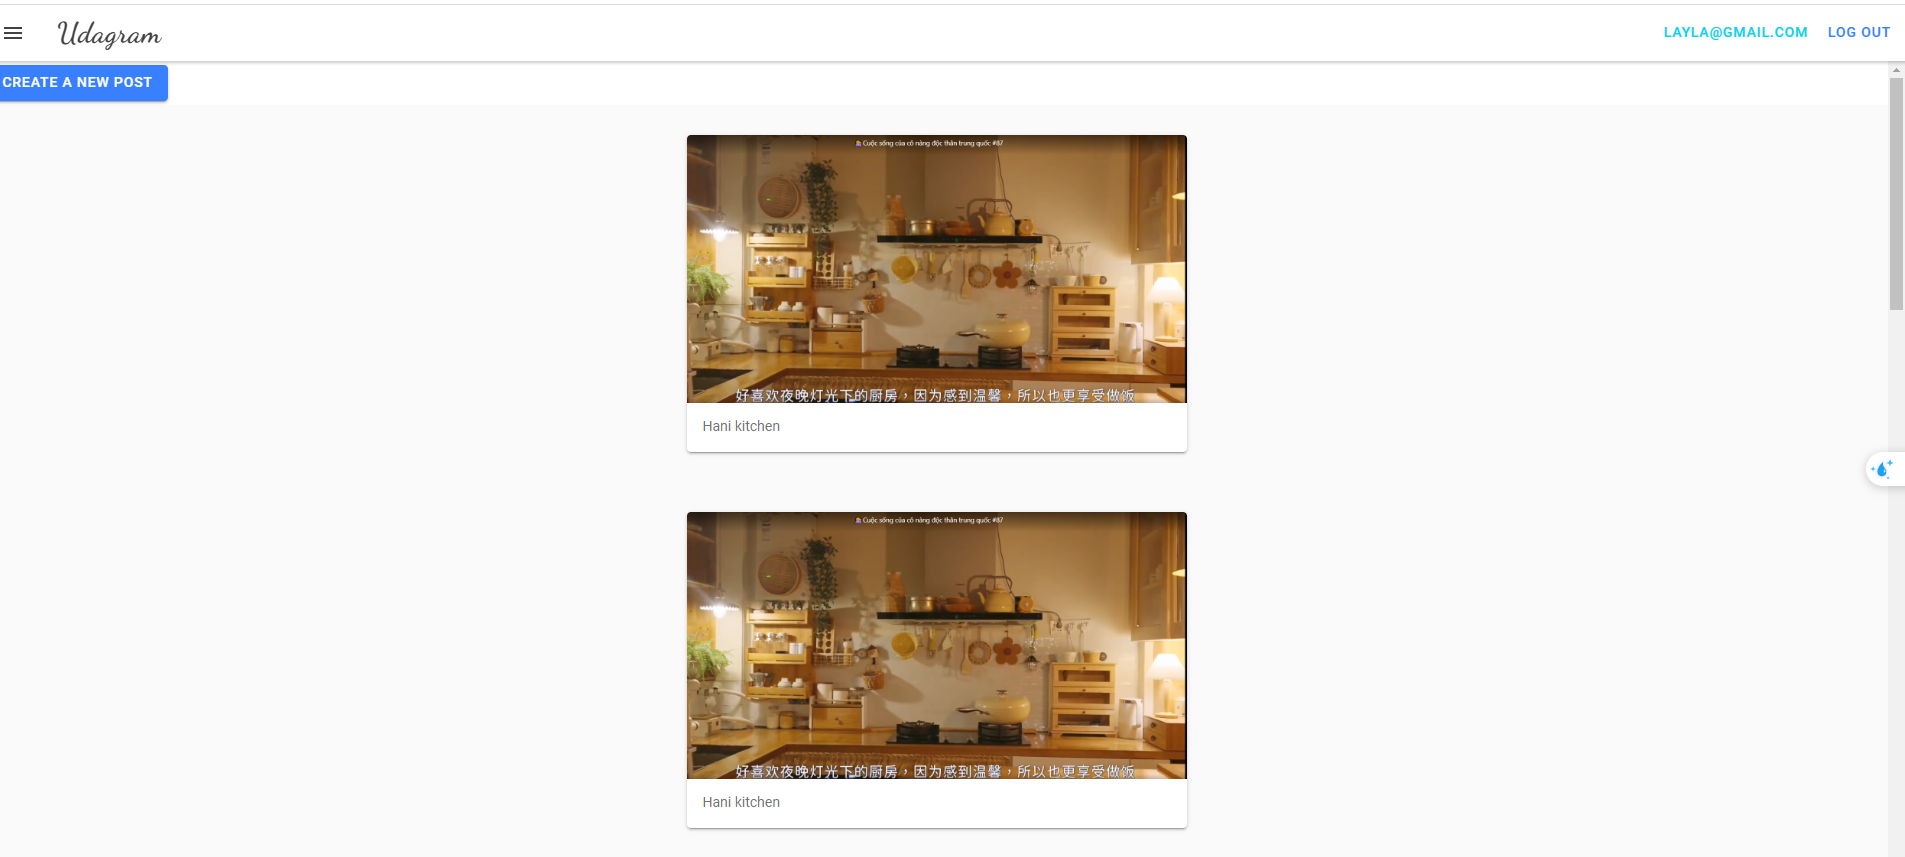 Udagram
LAYLA@GMAIL.COM
LOG OUT
CREATE A NEW POST
Cuộc sống của cô nàng độc thân trung quốc #87
好喜欢夜晚灯光下的厨房，因为感到温馨，所以也更享受做饭
Hani kitchen
Cuộc sống của cô nàng độc thân trung quốc #87
好喜欢夜晚灯光下的厨房，因为感到温馨，所以也更享受做饭
Hani kitchen